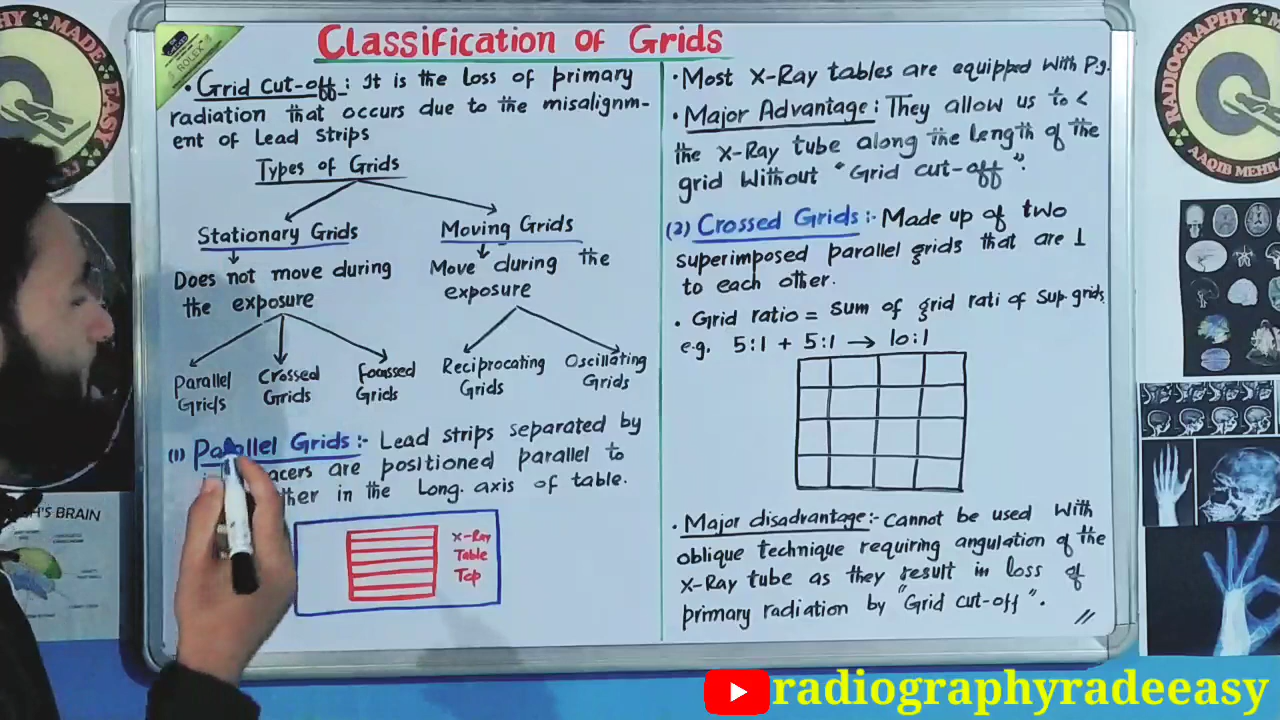 Classification of Grids
• Grid cut-off : It is the loss of primary
radiation that occurs due to the misalignm-
ent of Lead Strips
Types of Grids
Stationary Grids
Does not move during
the exposure
Moving Grids
Move during the
exposure
Parallel
Grids
Crossed
Grids
Focussed
Grids
Reciprocating
Grids
Oscillating
Grids
(1) Parallel Grids :- Lead strips separated by
acers are positioned parallel to
ther in the Long. axis of table.
X-Ray
Table
Top
• Most X-Ray tables are equipped with P.g.
• Major Advantage : They allow us to <
the X-Ray tube along the length of the
grid without "Grid cut-off".
(2) Crossed Grids :- Made up of two
superimposed parallel grids that are ⊥
to each other.
• Grid ratio = sum of grid rati of sup. grids
e.g. 5:1 + 5:1 → 10:1
• Major disadvantage :- Cannot be used with
oblique technique requiring angulation of the
X-Ray tube as they result in loss of
primary radiation by "Grid cut-off". //
ROLEX
RADIOGRAPHY MADE
EASY
AAQIB MEHRA
Y MADE
EASY
H'S BRAIN
radiographyradeeasy